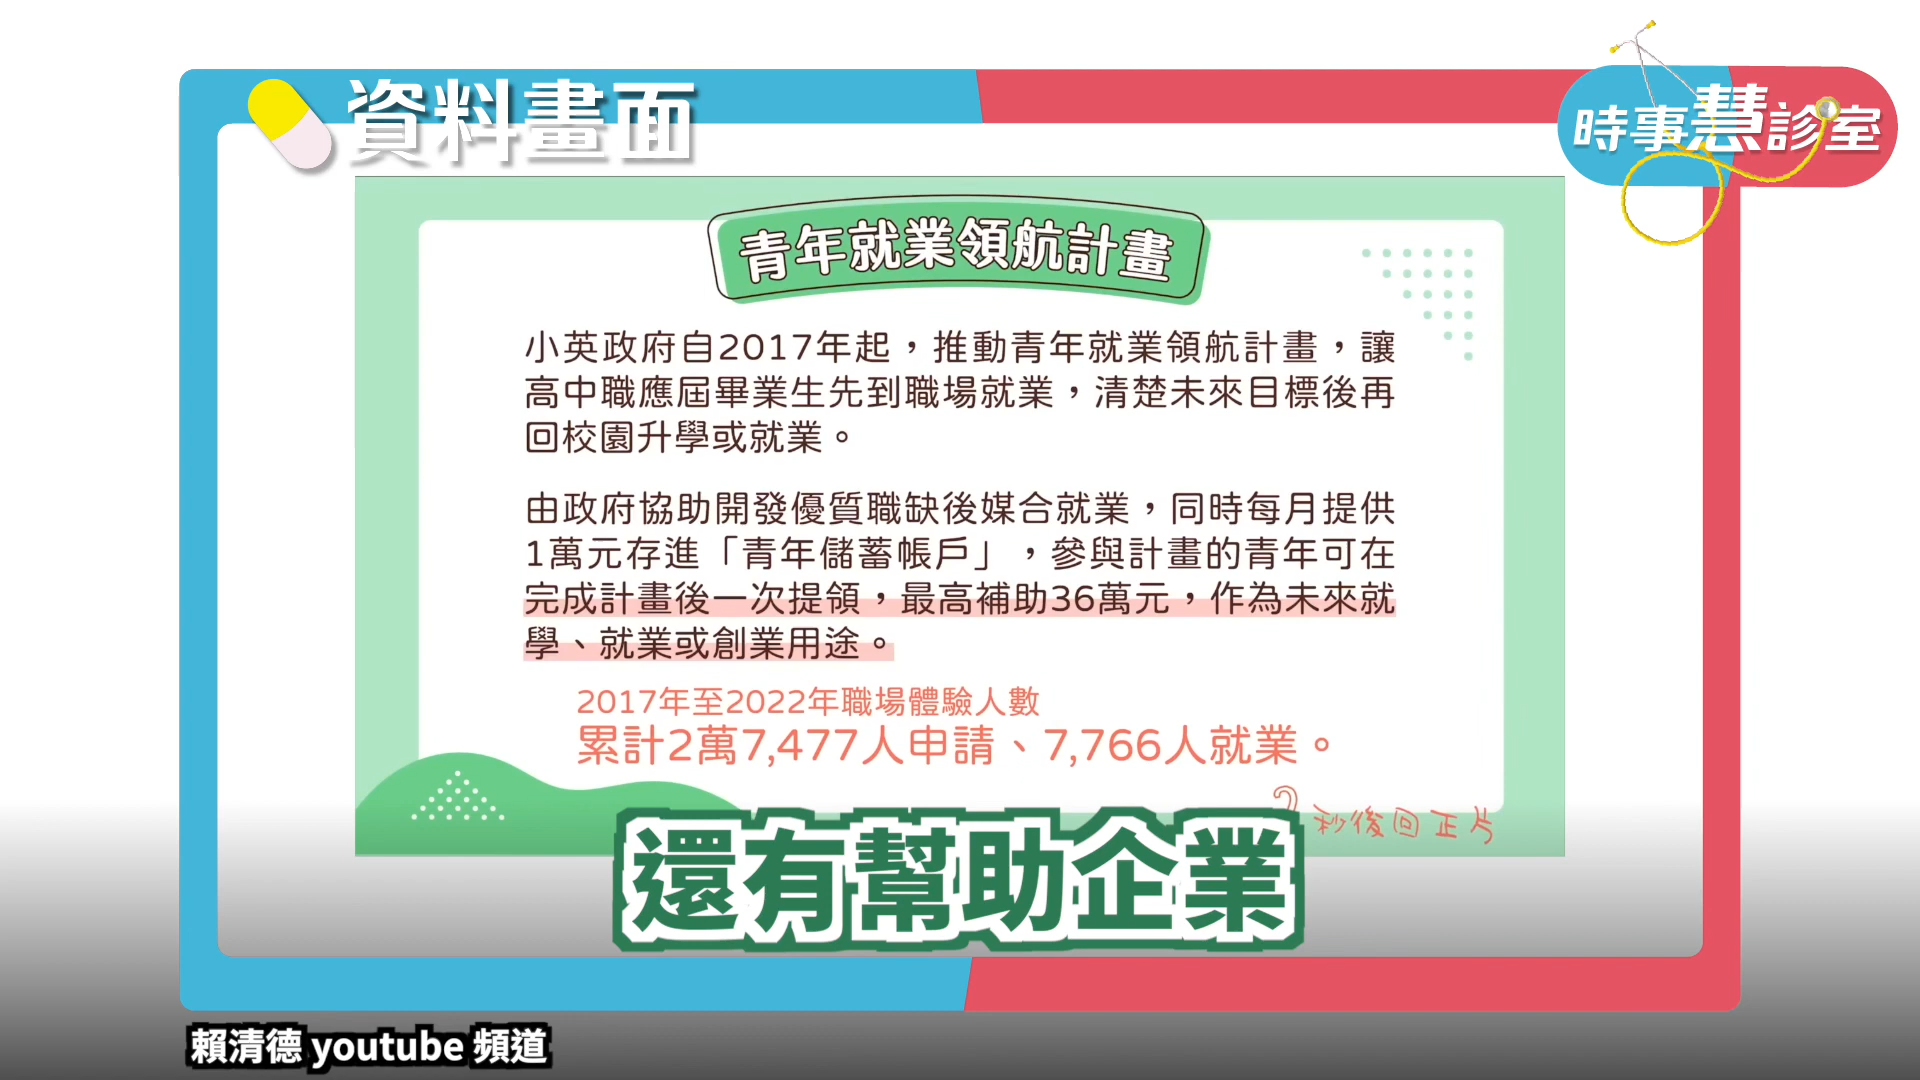 資料畫面
時事慧診室
青年就業領航計畫
小英政府自2017年起，推動青年就業領航計畫，讓
高中職應屆畢業生先到職場就業，清楚未來目標後再
回校園升學或就業。
由政府協助開發優質職缺後媒合就業，同時每月提供
1萬元存進「青年儲蓄帳戶」，參與計畫的青年可在
完成計畫後一次提領，最高補助36萬元，作為未來就
學、就業或創業用途。
2017年至2022年職場體驗人數
累計2萬7,477人申請、7,766人就業。
2秒後回正片
還有幫助企業
賴清德 youtube 頻道